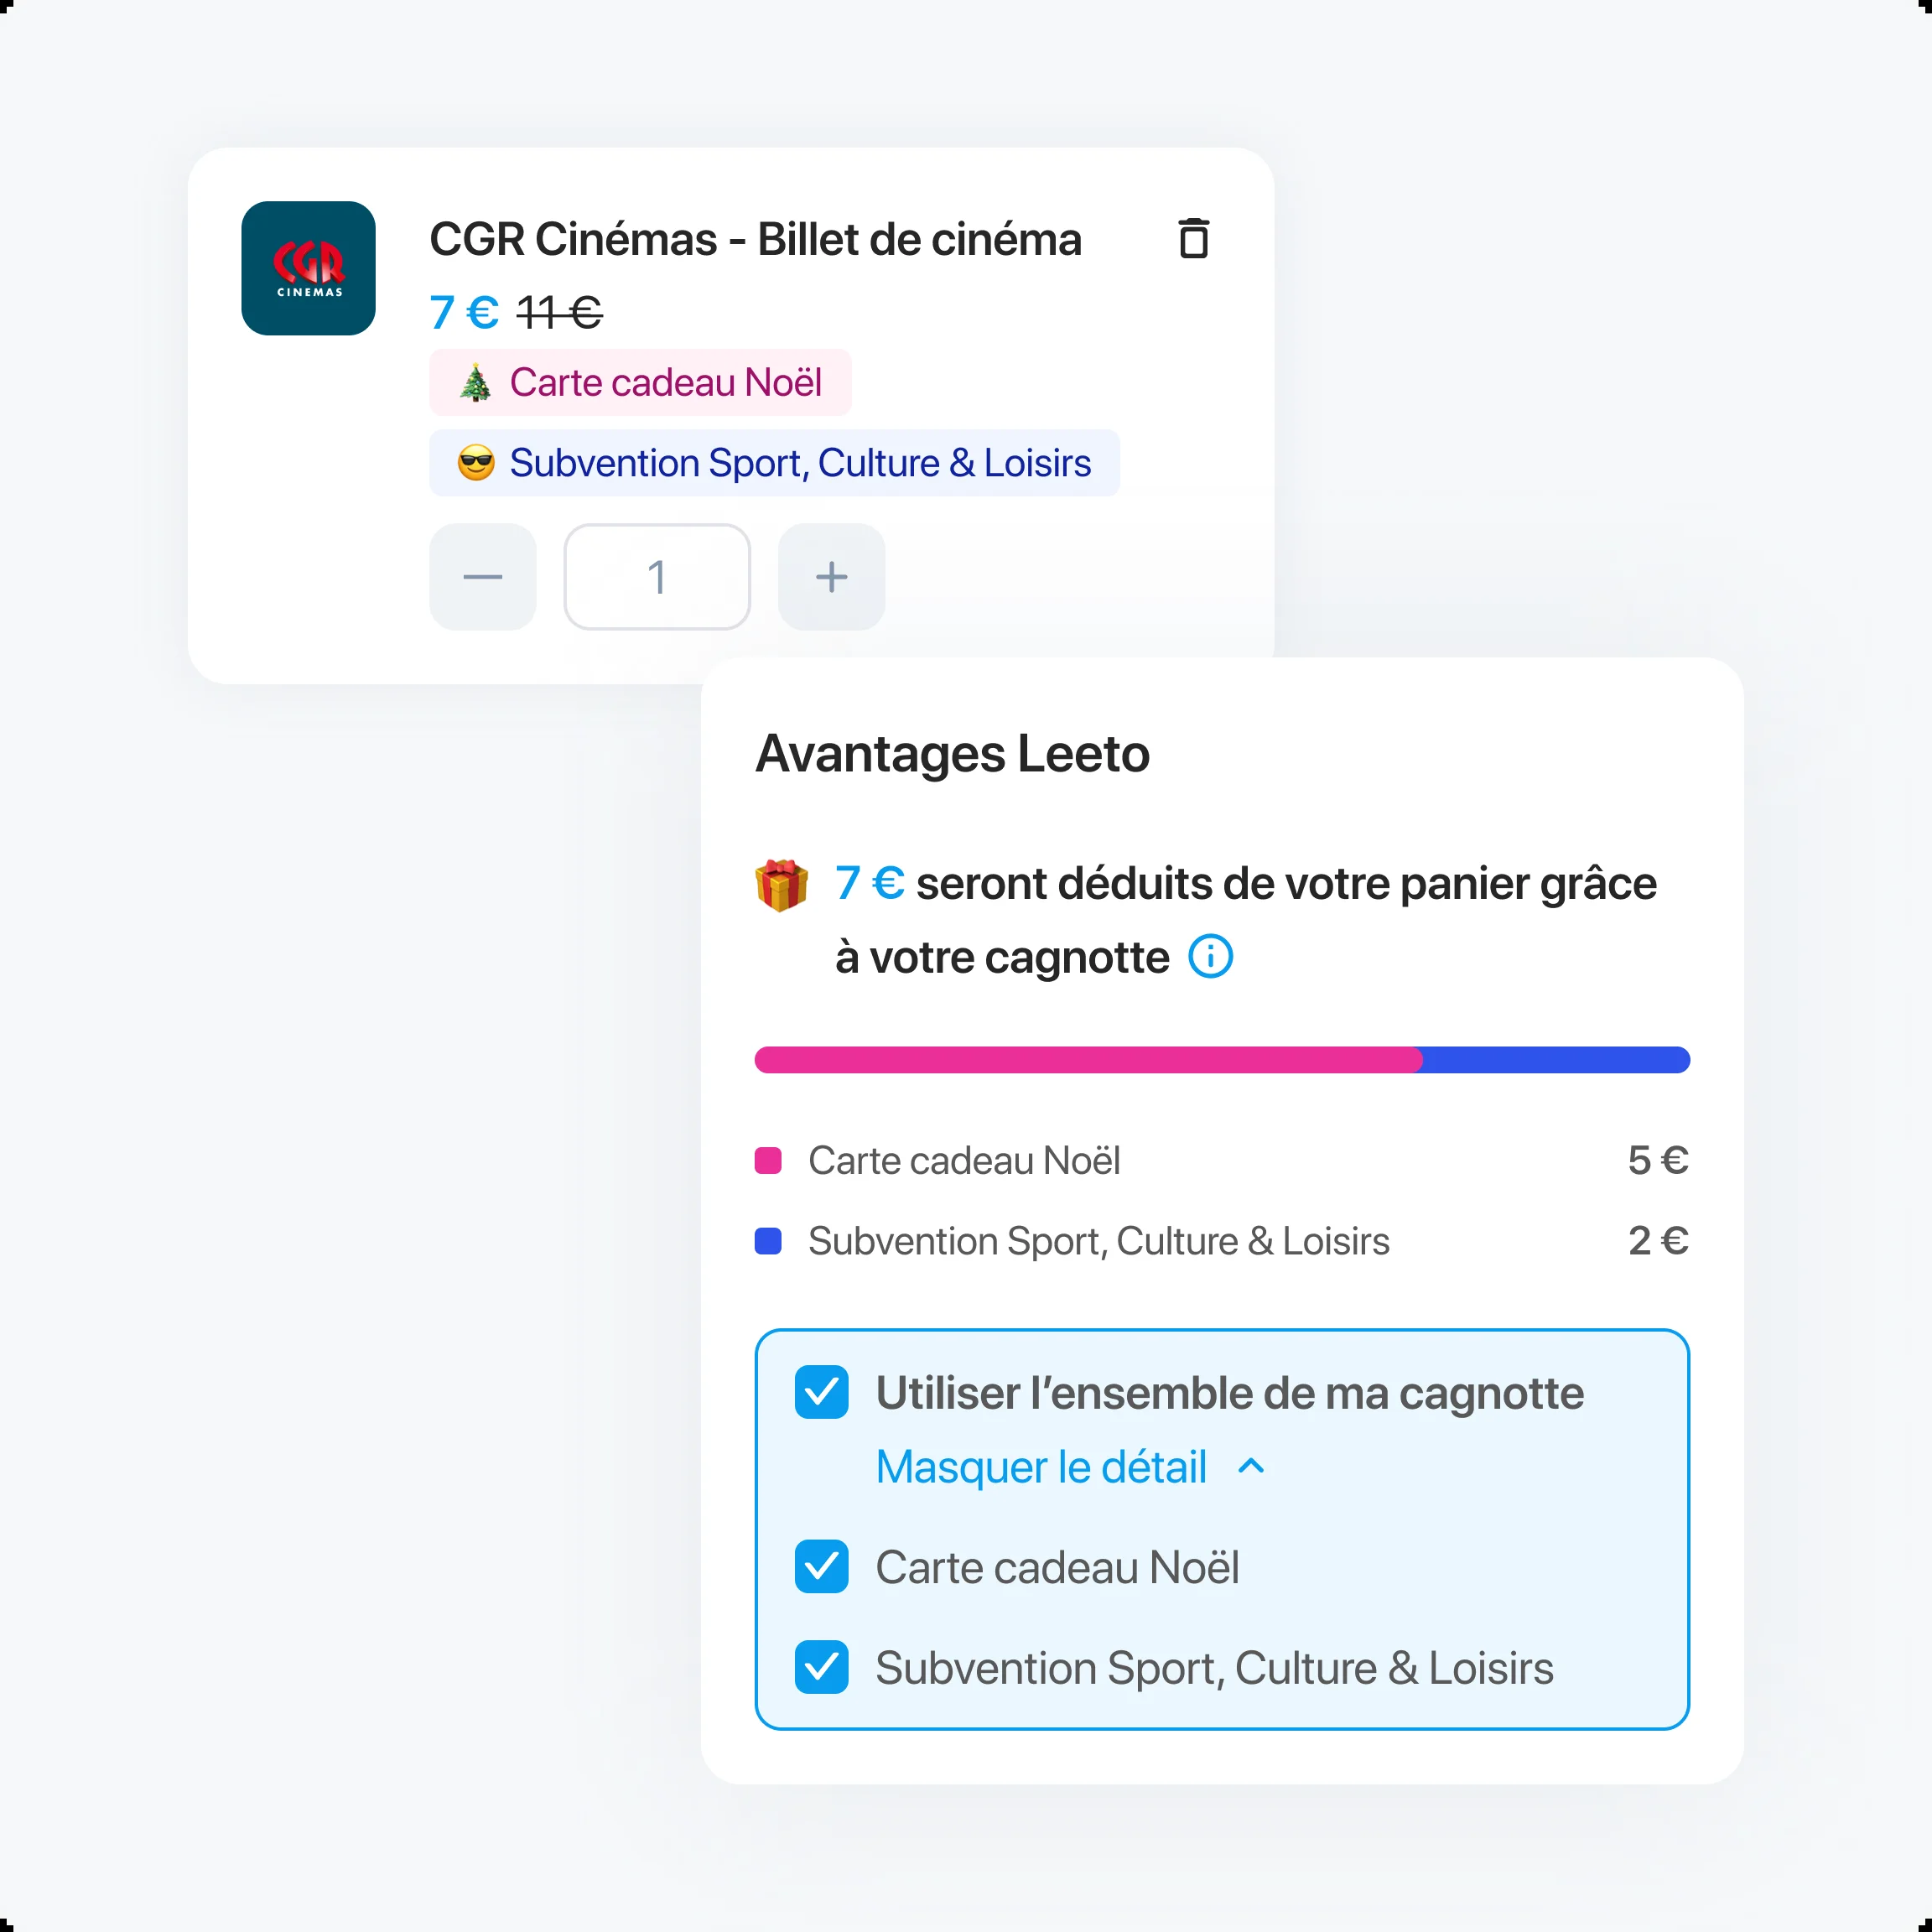 CGR
CINEMAS
CGR Cinémas - Billet de cinéma
7 € 11 €
🎄 Carte cadeau Noël
😎 Subvention Sport, Culture & Loisirs
— 1 +
Avantages Leeto
🎁 7 € seront déduits de votre panier grâce
à votre cagnotte
Carte cadeau Noël 5 €
Subvention Sport, Culture & Loisirs 2 €
Utiliser l’ensemble de ma cagnotte
Masquer le détail
Carte cadeau Noël
Subvention Sport, Culture & Loisirs